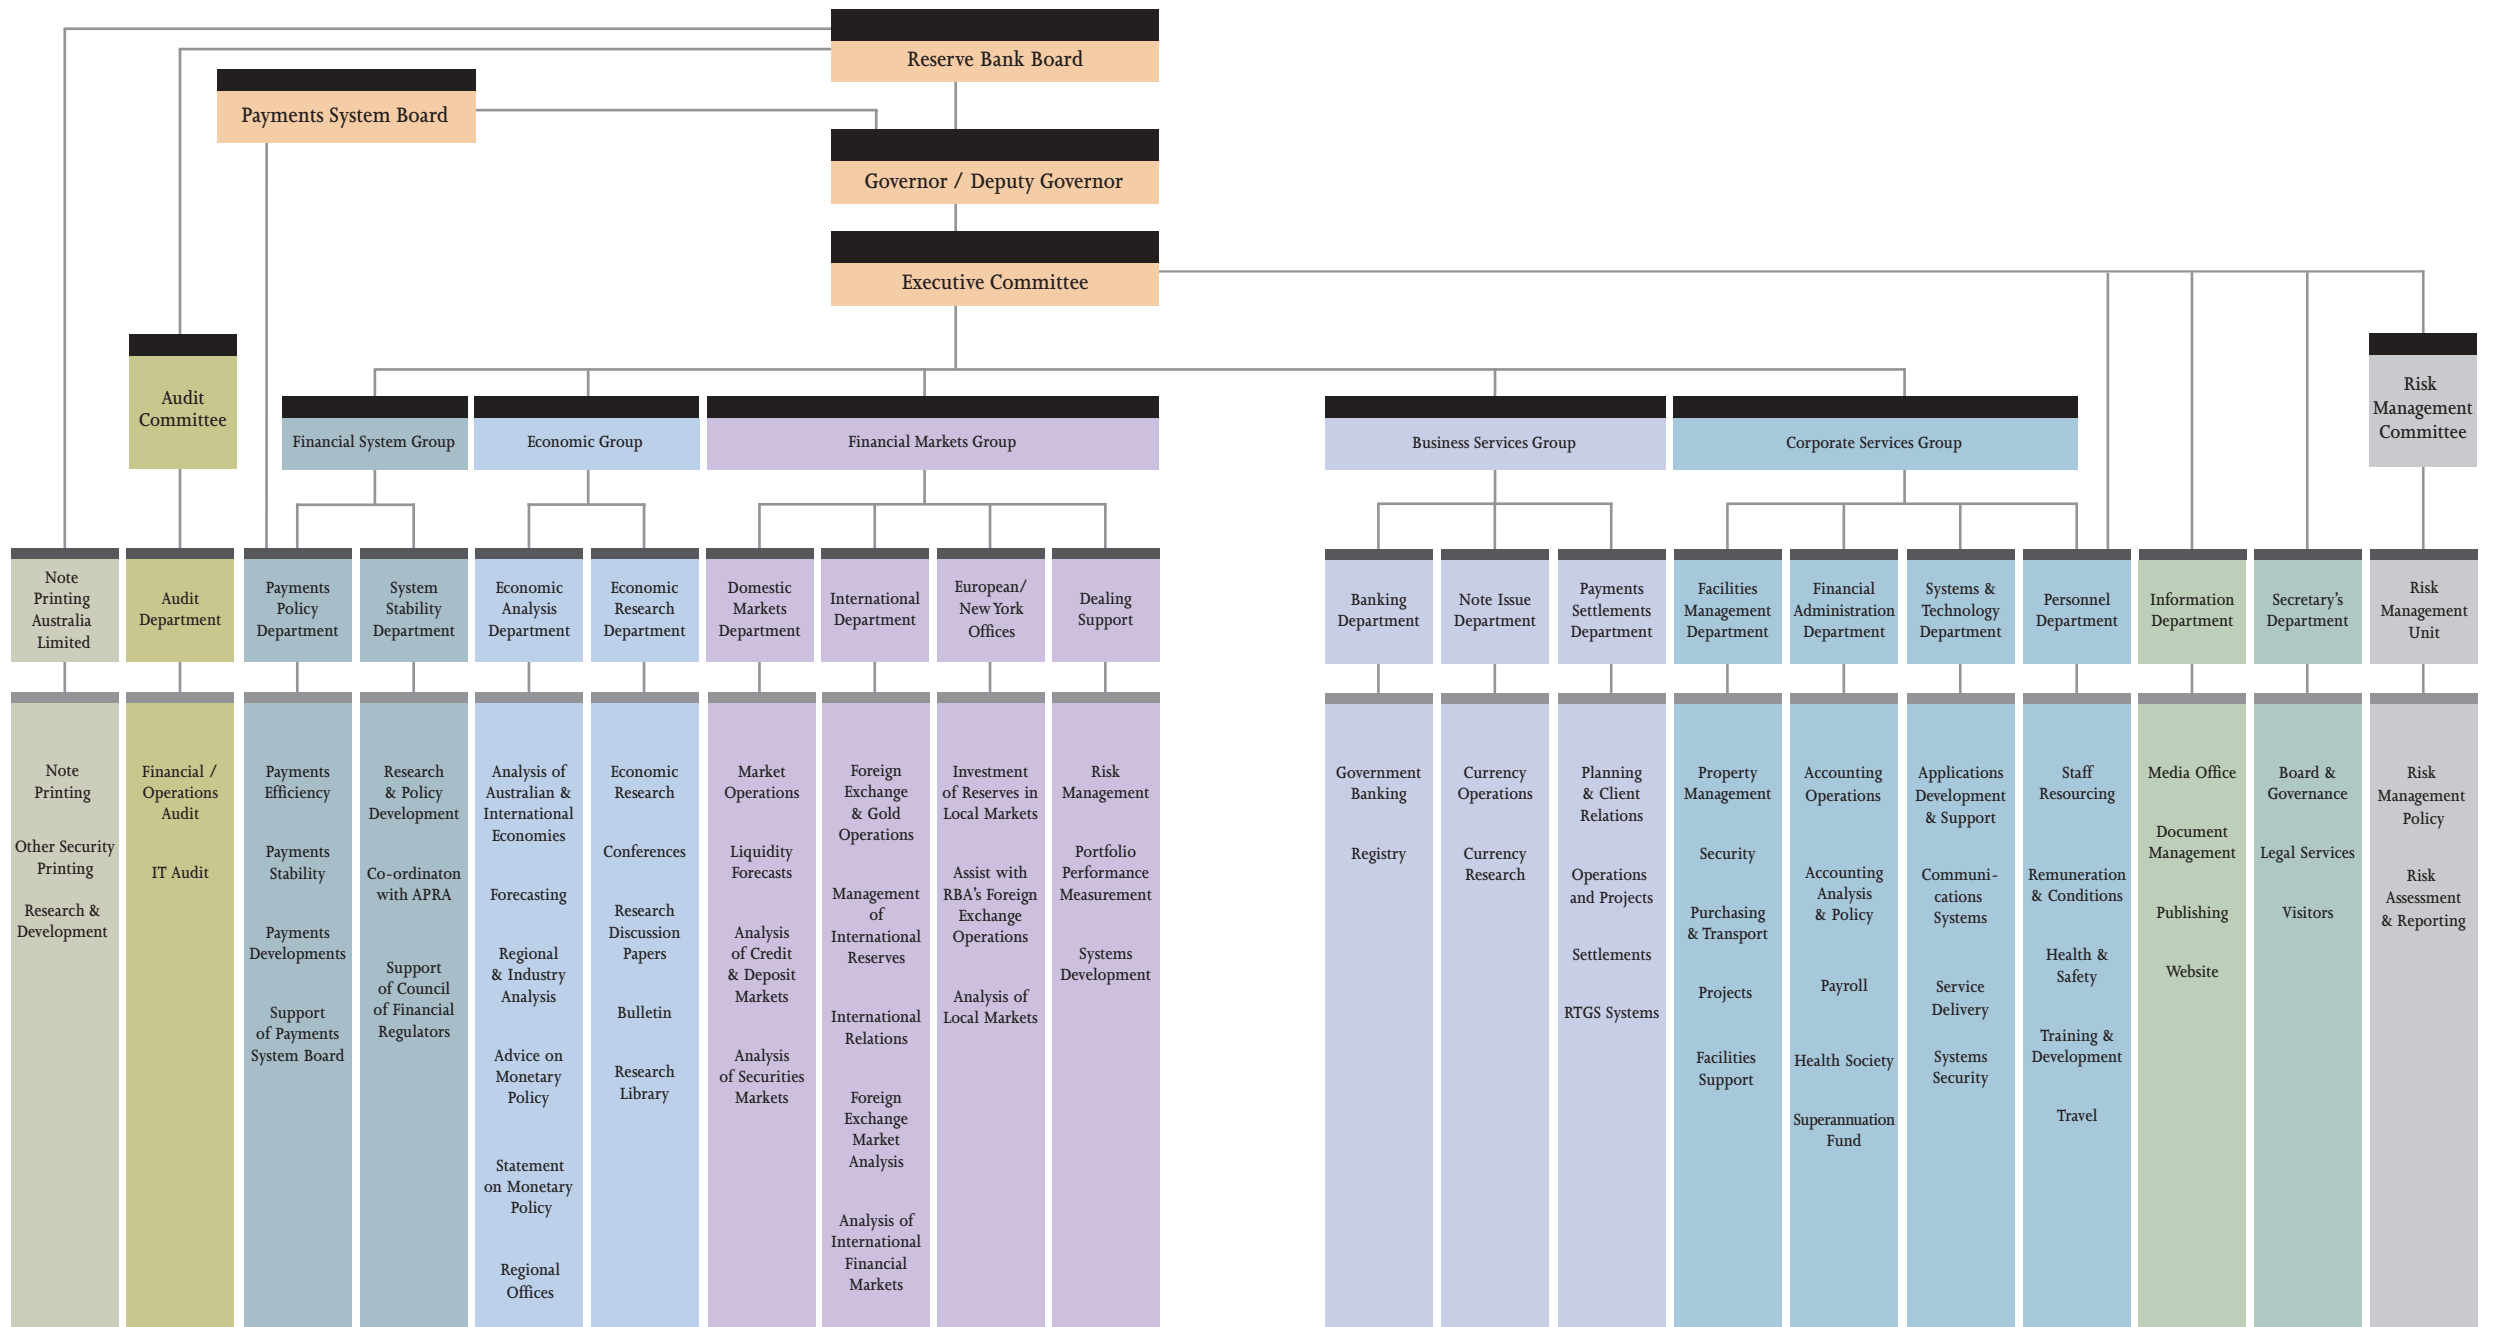 Reserve Bank Board
Payments System Board
Governor / Deputy Governor
Executive Committee
Audit
Committee
Financial System Group
Economic Group
Financial Markets Group
Business Services Group
Corporate Services Group
Risk
Management
Committee
Note
Printing
Australia
Limited
Audit
Department
Payments
Policy
Department
System
Stability
Department
Economic
Analysis
Department
Economic
Research
Department
Domestic
Markets
Department
International
Department
European/
New York
Offices
Dealing
Support
Banking
Department
Note Issue
Department
Payments
Settlements
Department
Facilities
Management
Department
Financial
Administration
Department
Systems &
Technology
Department
Personnel
Department
Information
Department
Secretary's
Department
Risk
Management
Unit
Note
Printing
Other Security
Printing
Research &
Development
Financial /
Operations
Audit
IT Audit
Payments
Efficiency
Payments
Stability
Payments
Developments
Support
of Payments
System Board
Research
& Policy
Development
Co-ordinaton
with APRA
Support
of Council
of Financial
Regulators
Analysis of
Australian &
International
Economies
Forecasting
Regional
& Industry
Analysis
Advice on
Monetary
Policy
Statement
on Monetary
Policy
Regional
Offices
Economic
Research
Conferences
Research
Discussion
Papers
Bulletin
Research
Library
Market
Operations
Liquidity
Forecasts
Analysis
of Credit
& Deposit
Markets
Analysis
of Securities
Markets
Foreign
Exchange
& Gold
Operations
Management
of
International
Reserves
International
Relations
Foreign
Exchange
Market
Analysis
Analysis of
International
Financial
Markets
Investment
of Reserves in
Local Markets
Assist with
RBA's Foreign
Exchange
Operations
Analysis of
Local Markets
Risk
Management
Portfolio
Performance
Measurement
Systems
Development
Government
Banking
Registry
Currency
Operations
Currency
Research
Planning
& Client
Relations
Operations
and Projects
Settlements
RTGS Systems
Property
Management
Security
Purchasing
& Transport
Projects
Facilities
Support
Accounting
Operations
Accounting
Analysis
& Policy
Payroll
Health Society
Superannuation
Fund
Applications
Development
& Support
Communi-
cations
Systems
Service
Delivery
Systems
Security
Staff
Resourcing
Remuneration
& Conditions
Health &
Safety
Training &
Development
Travel
Media Office
Document
Management
Publishing
Website
Board &
Governance
Legal Services
Visitors
Risk
Management
Policy
Risk
Assessment
& Reporting